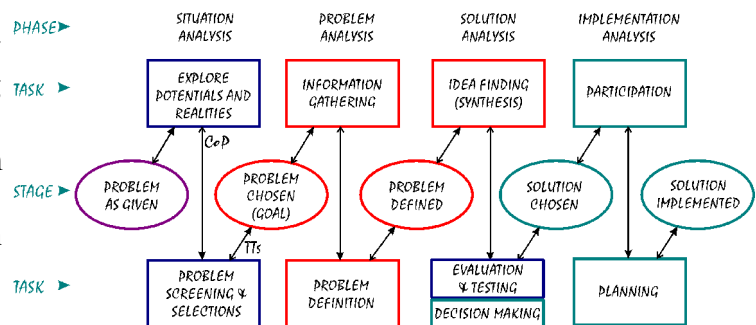 PHASE
SITUATION
ANALYSIS
PROBLEM
ANALYSIS
SOLUTION
ANALYSIS
IMPLEMENTATION
ANALYSIS
TASK
EXPLORE
POTENTIALS AND
REALITIES
INFORMATION
GATHERING
IDEA FINDING
(SYNTHESIS)
PARTICIPATION
CoP
STAGE
PROBLEM
AS GIVEN
PROBLEM
CHOSEN
(GOAL)
PROBLEM
DEFINED
SOLUTION
CHOSEN
SOLUTION
IMPLEMENTED
TTs
TASK
PROBLEM
SCREENING &
SELECTIONS
PROBLEM
DEFINITION
EVALUATION
& TESTING
DECISION MAKING
PLANNING